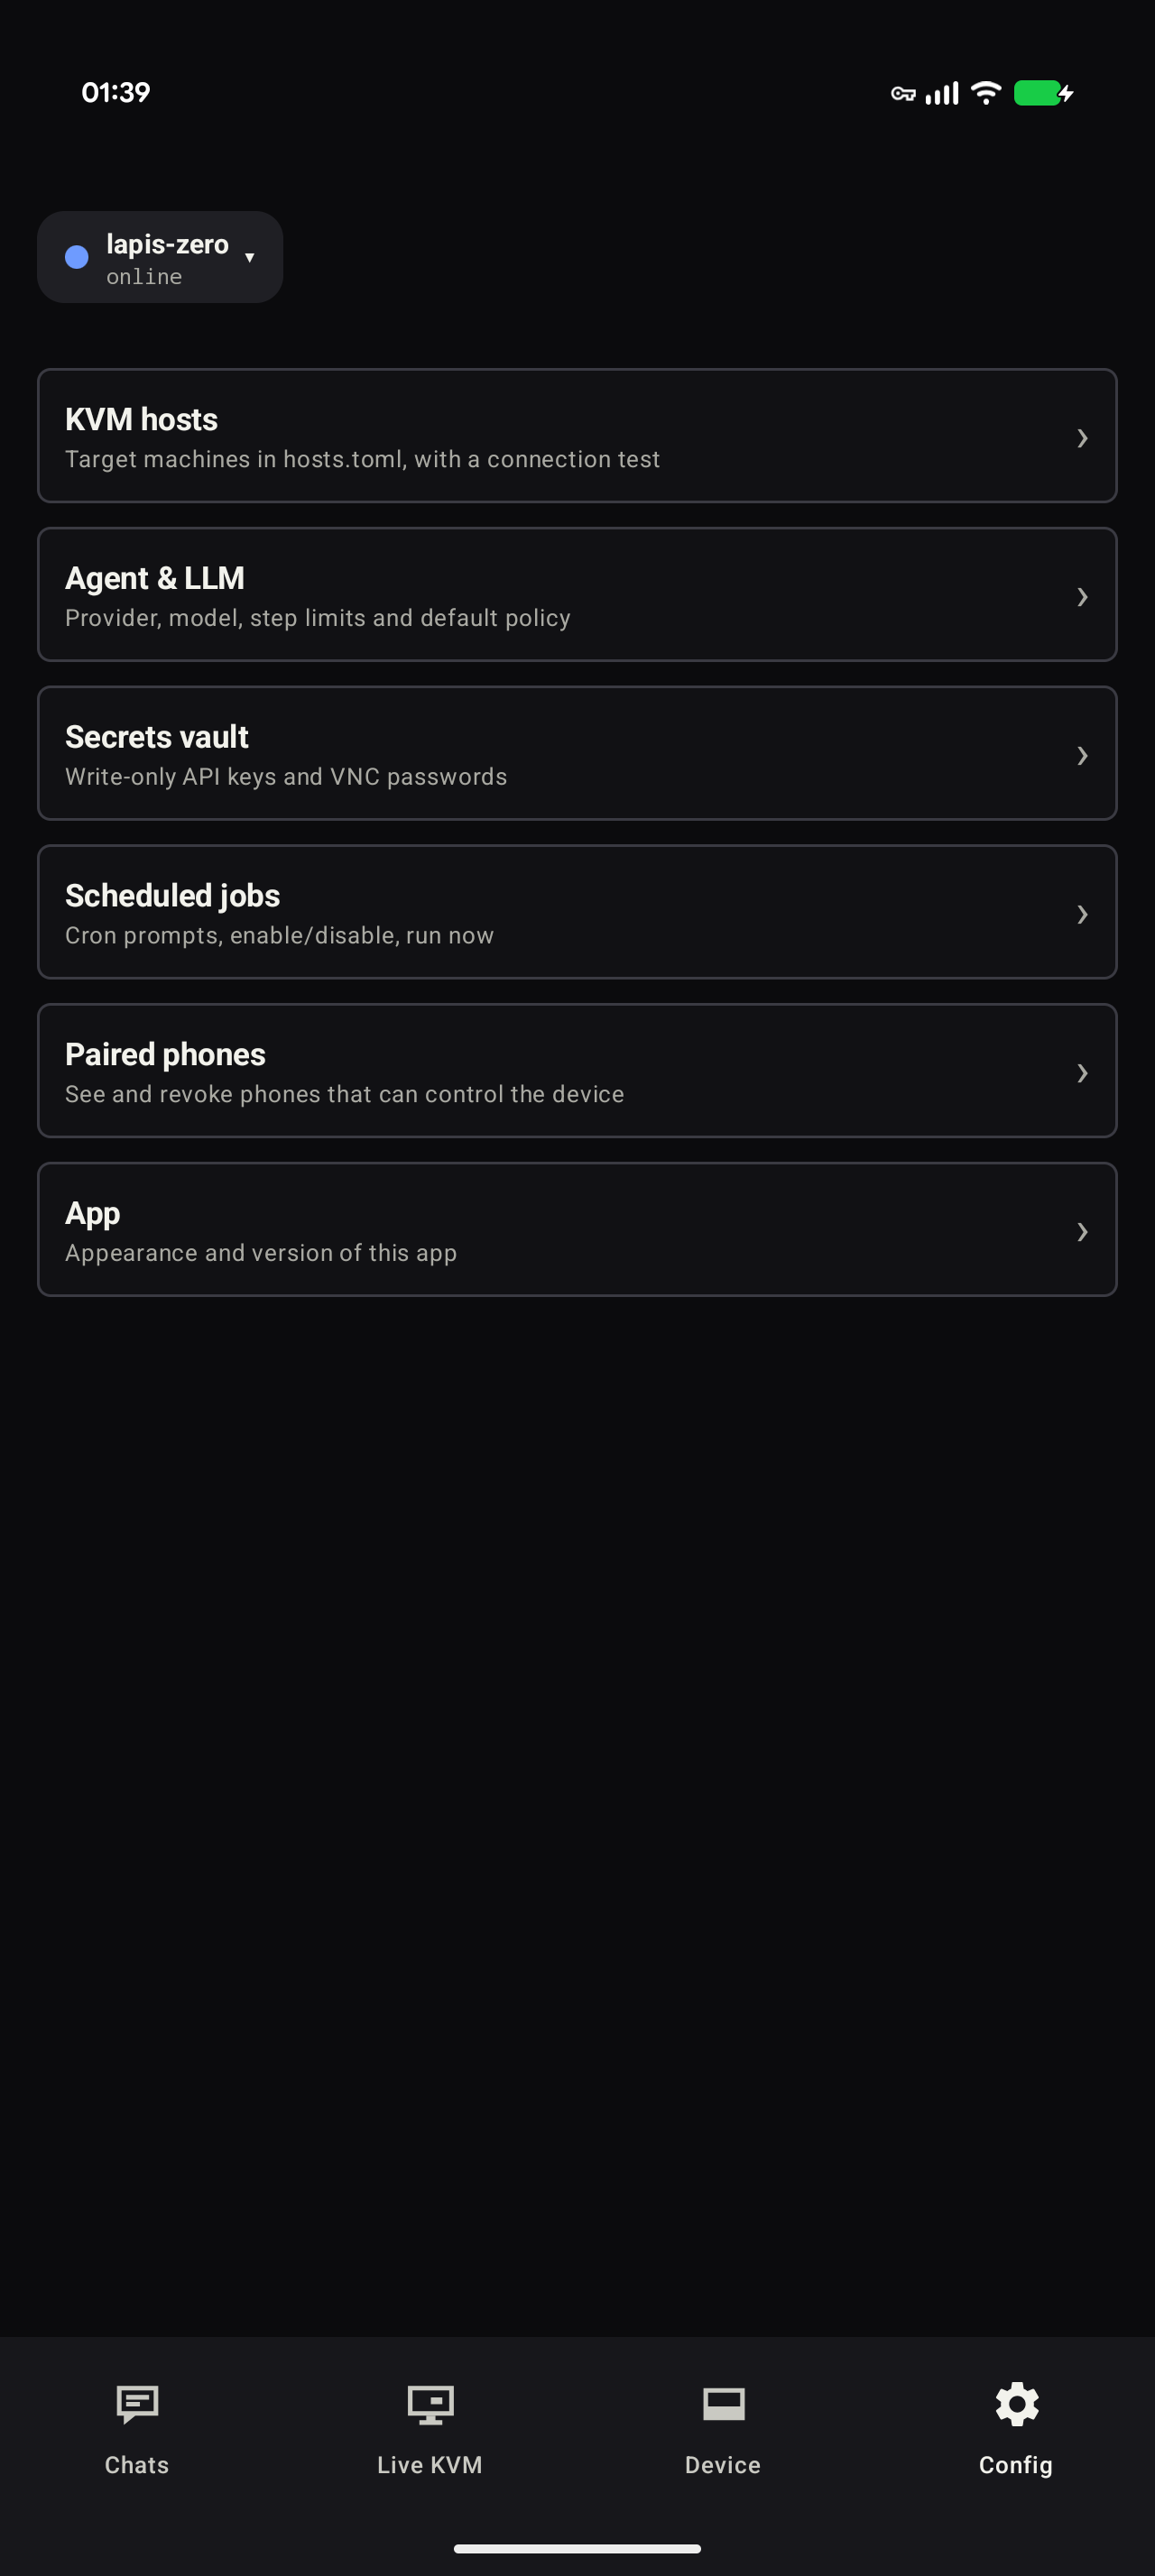 01:39
lapis-zero
online
KVM hosts
Target machines in hosts.toml, with a connection test
Agent & LLM
Provider, model, step limits and default policy
Secrets vault
Write-only API keys and VNC passwords
Scheduled jobs
Cron prompts, enable/disable, run now
Paired phones
See and revoke phones that can control the device
App
Appearance and version of this app
Chats
Live KVM
Device
Config